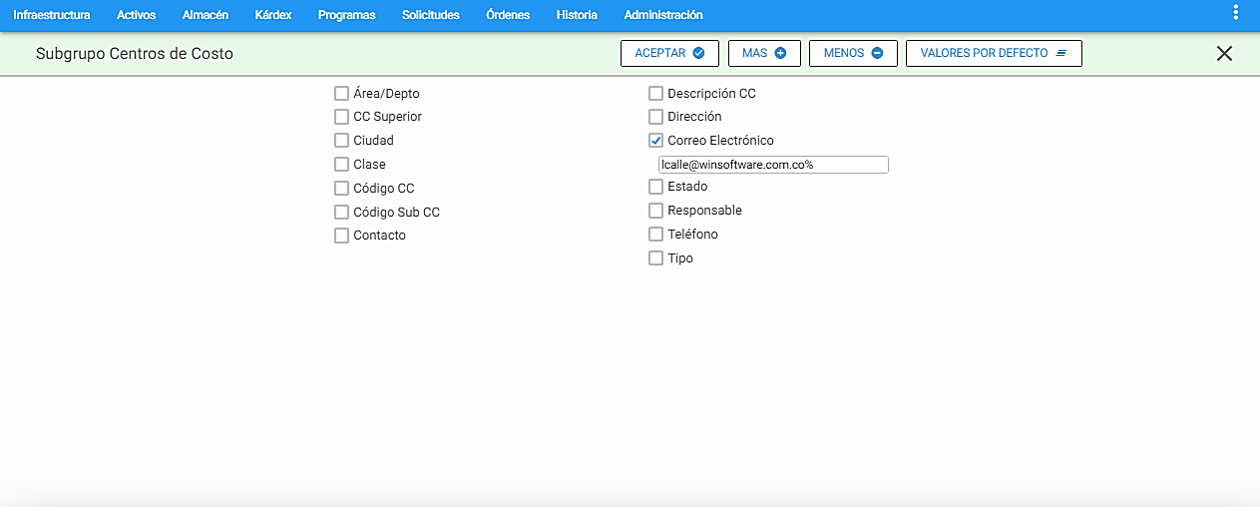 Infraestructura Activos Almacén Kárdex Programas Solicitudes Órdenes Historia Administración
Subgrupo Centros de Costo ACEPTAR MAS MENOS VALORES POR DEFECTO
Área/Depto
CC Superior
Ciudad
Clase
Código CC
Código Sub CC
Contacto
Descripción CC
Dirección
Correo Electrónico
lcalle@winsoftware.com.co%
Estado
Responsable
Teléfono
Tipo